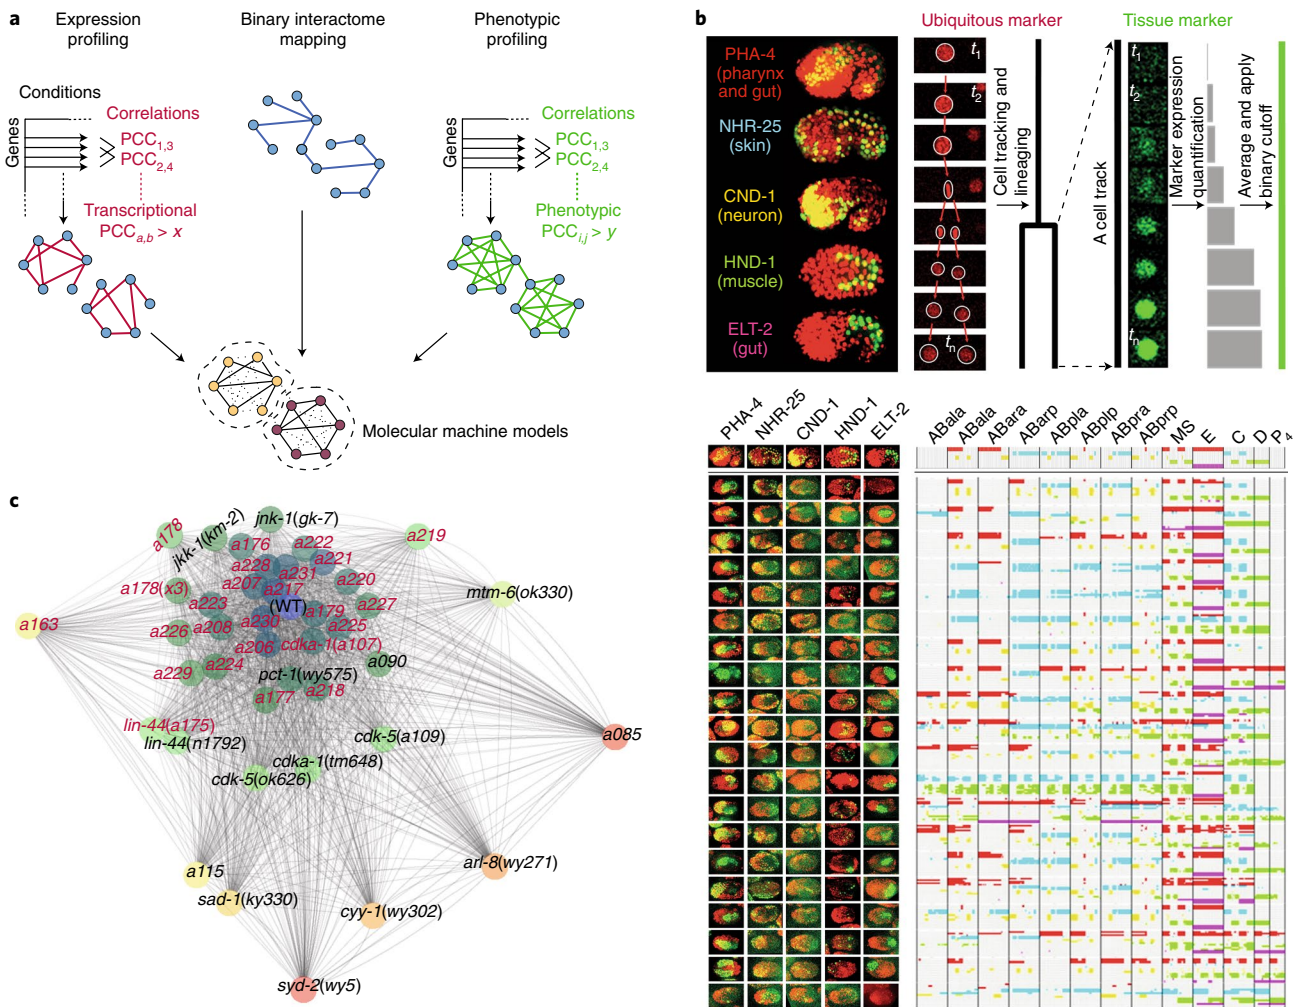 a
Expression
profiling
Binary interactome
mapping
Phenotypic
profiling
Conditions
Genes
Correlations
PCC1,3
PCC2,4
Transcriptional
PCCa,b > x
Genes
Correlations
PCC1,3
PCC2,4
Phenotypic
PCCi,j > y
Molecular machine models
b
Ubiquitous marker
Tissue marker
PHA-4
(pharynx
and gut)
NHR-25
(skin)
CND-1
(neuron)
HND-1
(muscle)
ELT-2
(gut)
t1
t2
tn
Cell tracking and
lineaging
A cell track
t1
t2
tn
Marker expression
quantification
Average and apply
binary cutoff
PHA-4
NHR-25
CND-1
HND-1
ELT-2
ABala
ABala
ABara
ABarp
ABpla
ABplp
ABpra
ABprp
MS
E
C
D
P4
c
a178
jkk-1(km-2)
jnk-1(gk-7)
a176
a222
a219
a228
a221
a231
a178(x3)
a207
a217
a220
mtm-6(ok330)
a223
(WT)
a179
a227
a163
a226
a208
a230
a225
a206
cdka-1(a107)
a229
a224
a090
pct-1(wy575)
a177
a218
lin-44(a175)
lin-44(n1792)
cdk-5(a109)
a085
cdka-1(tm648)
cdk-5(ok626)
a115
arl-8(wy271)
sad-1(ky330)
cyy-1(wy302)
syd-2(wy5)